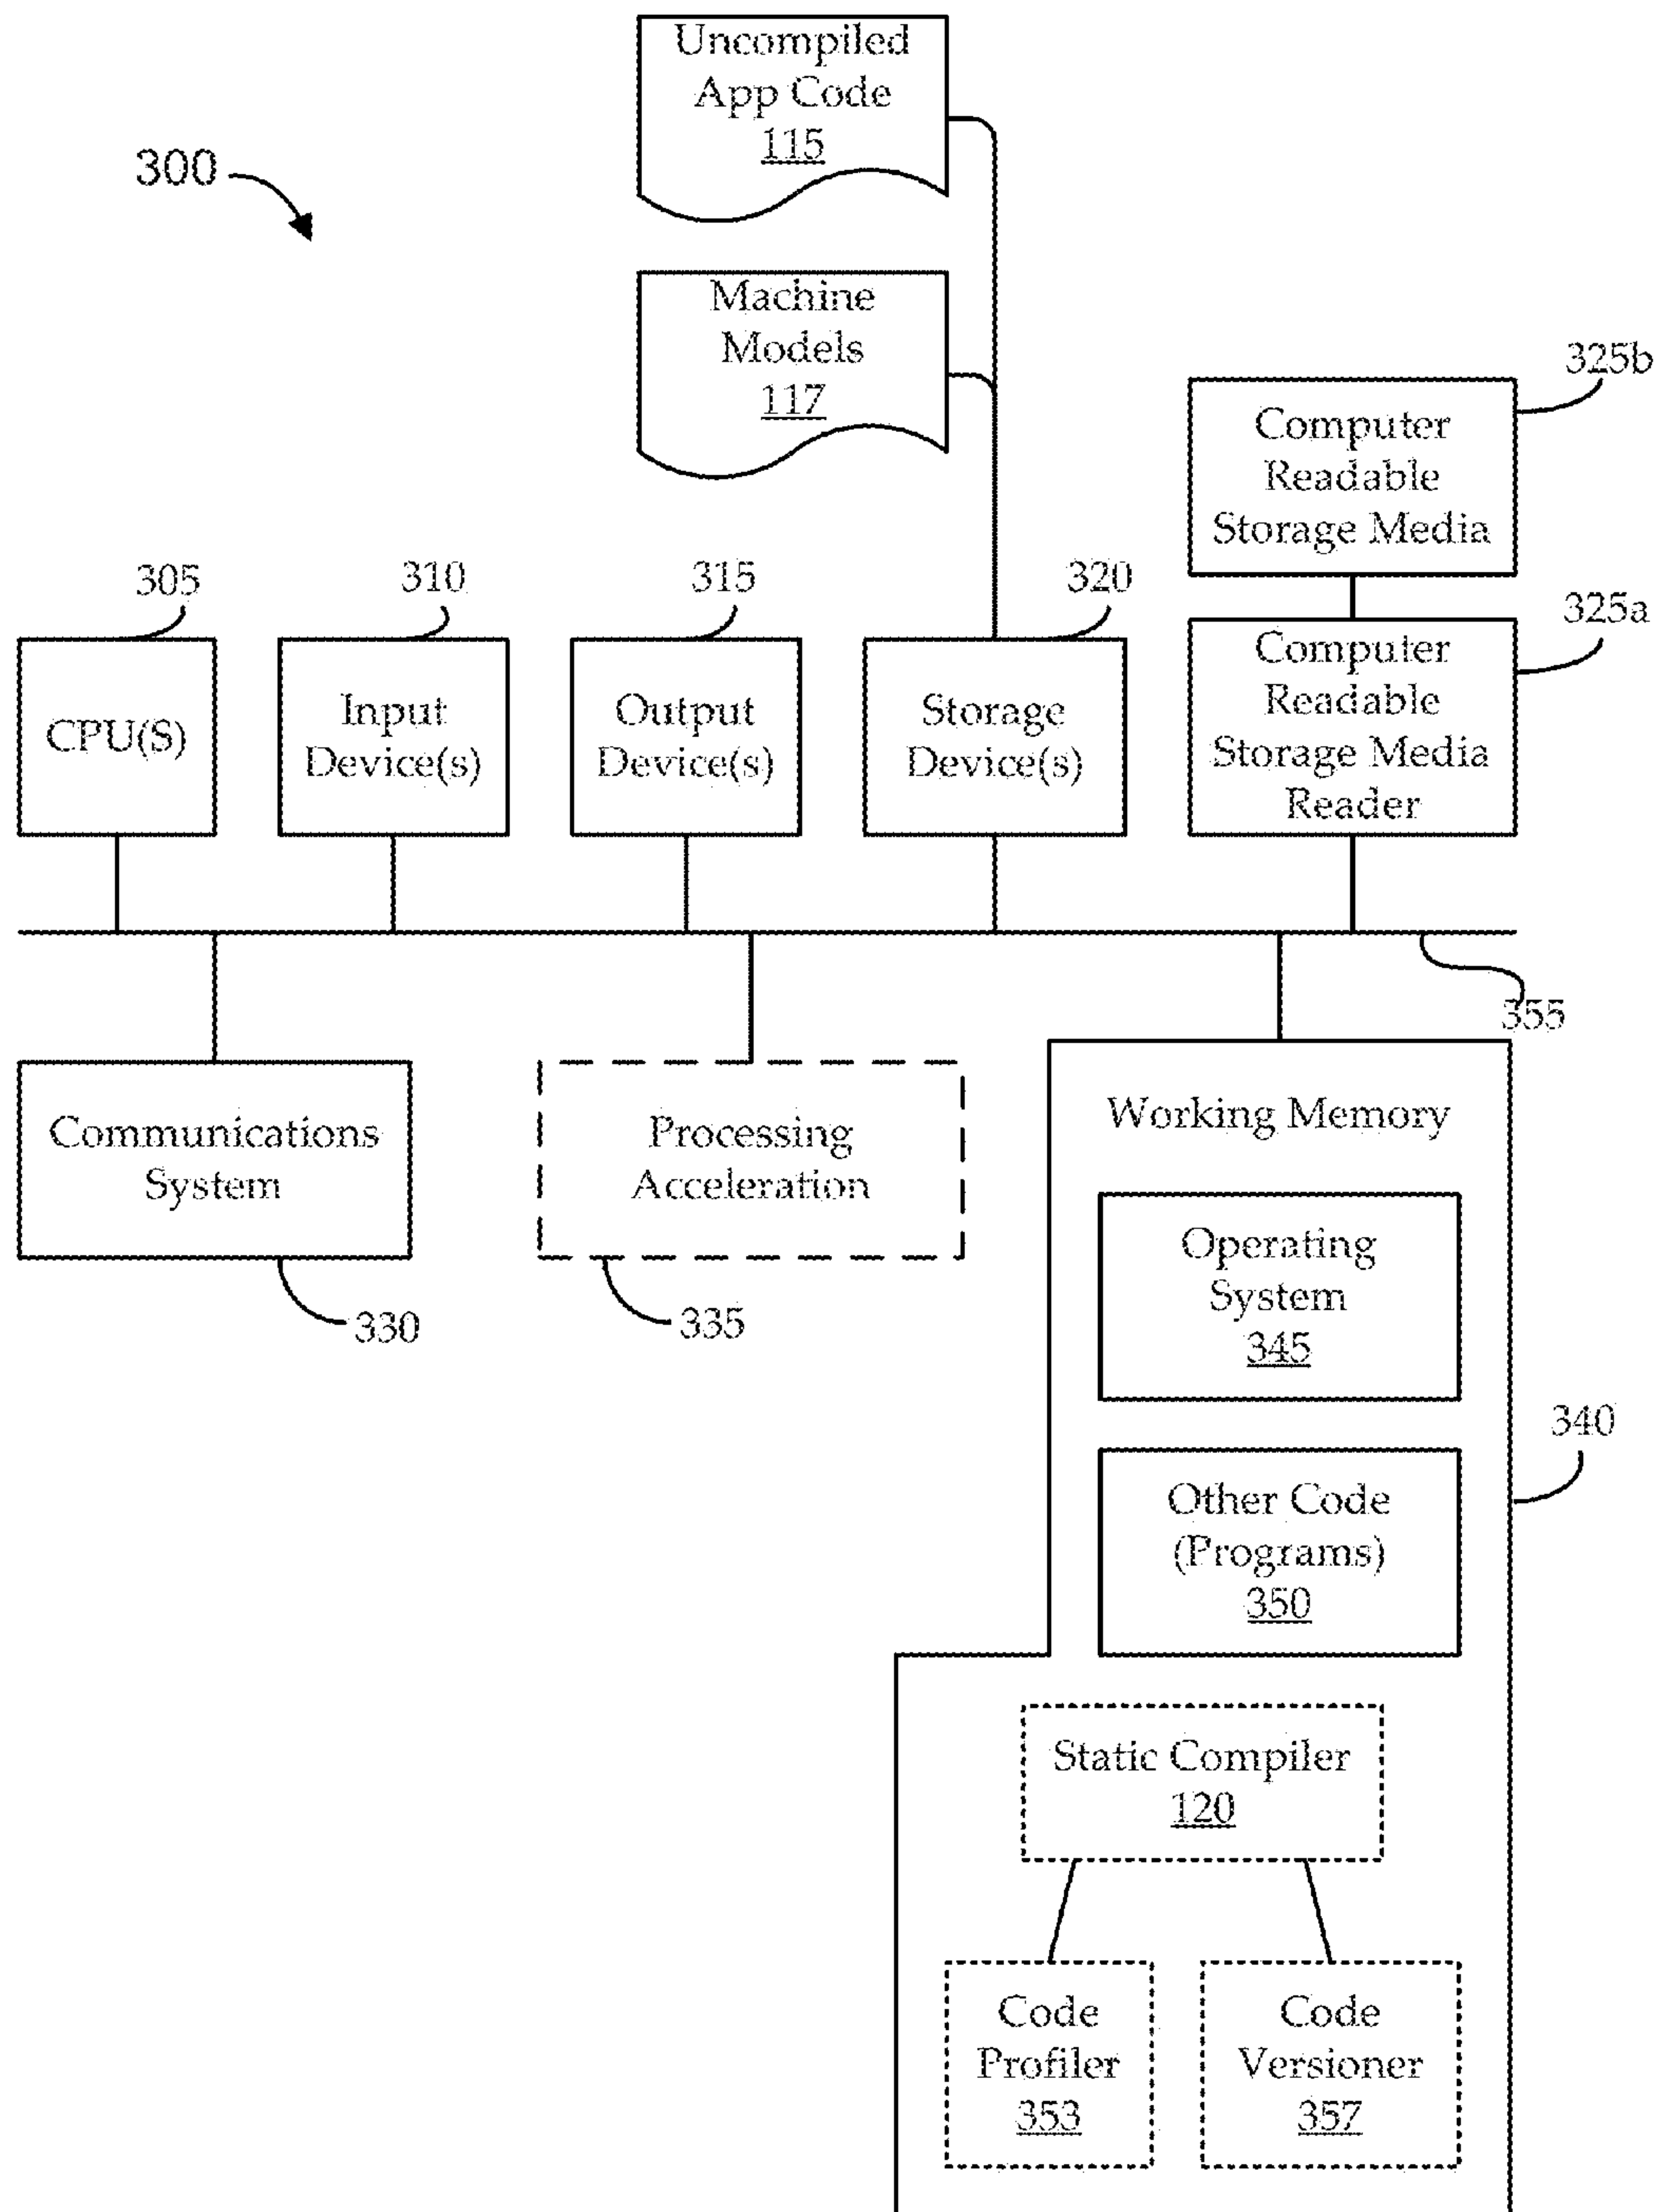 Uncompiled
App Code
115
300
Machine
Models
117
325b
Computer
Readable
Storage Media
305
310
315
320
325a
CPU(S)
Input
Device(s)
Output
Device(s)
Storage
Device(s)
Computer
Readable
Storage Media
Reader
355
Communications
System
330
Processing
Acceleration
335
Working Memory
Operating
System
345
340
Other Code
(Programs)
350
Static Compiler
120
Code
Profiler
353
Code
Versioner
357